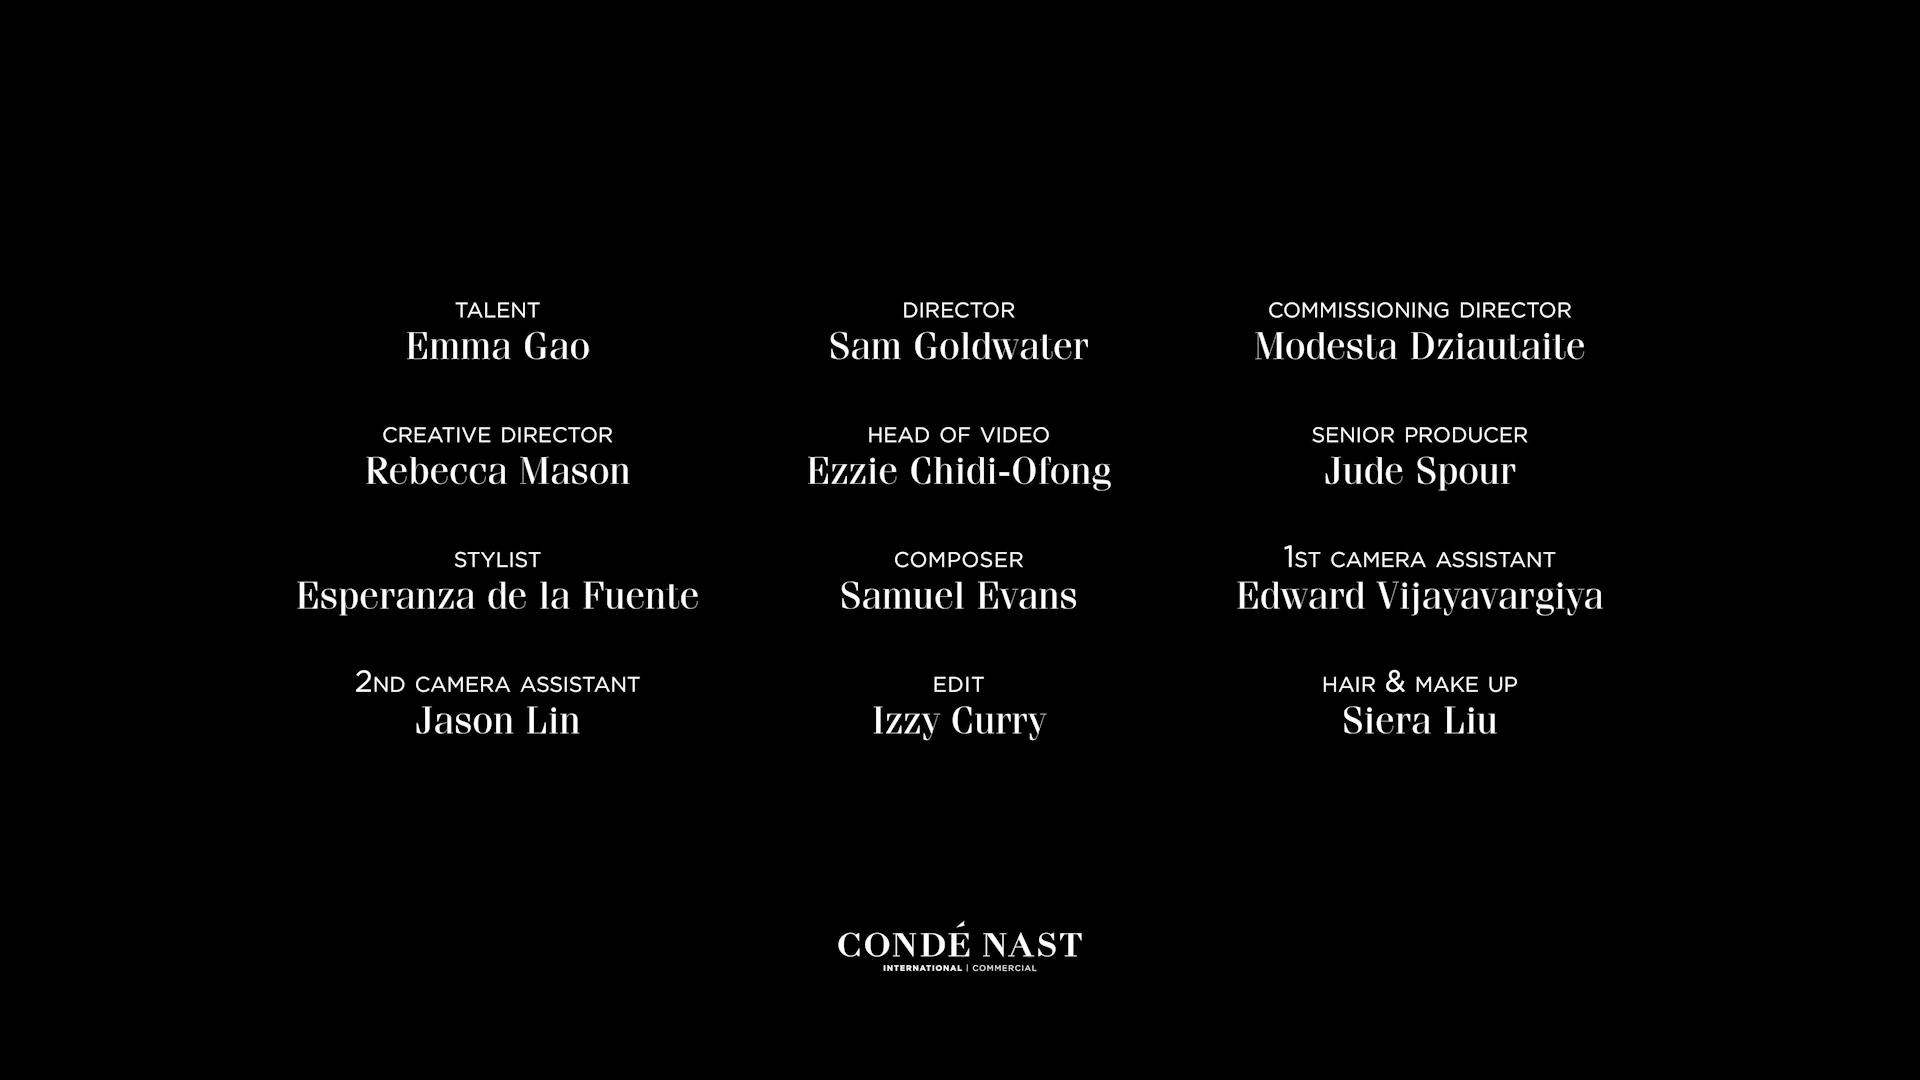 TALENT
Emma Gao
DIRECTOR
Sam Goldwater
COMMISSIONING DIRECTOR
Modesta Dziautaite
CREATIVE DIRECTOR
Rebecca Mason
HEAD OF VIDEO
Ezzie Chidi-Ofong
SENIOR PRODUCER
Jude Spour
STYLIST
Esperanza de la Fuente
COMPOSER
Samuel Evans
1ST CAMERA ASSISTANT
Edward Vijayavargiya
2ND CAMERA ASSISTANT
Jason Lin
EDIT
Izzy Curry
HAIR & MAKE UP
Siera Liu
CONDÉ NAST
INTERNATIONAL | COMMERCIAL